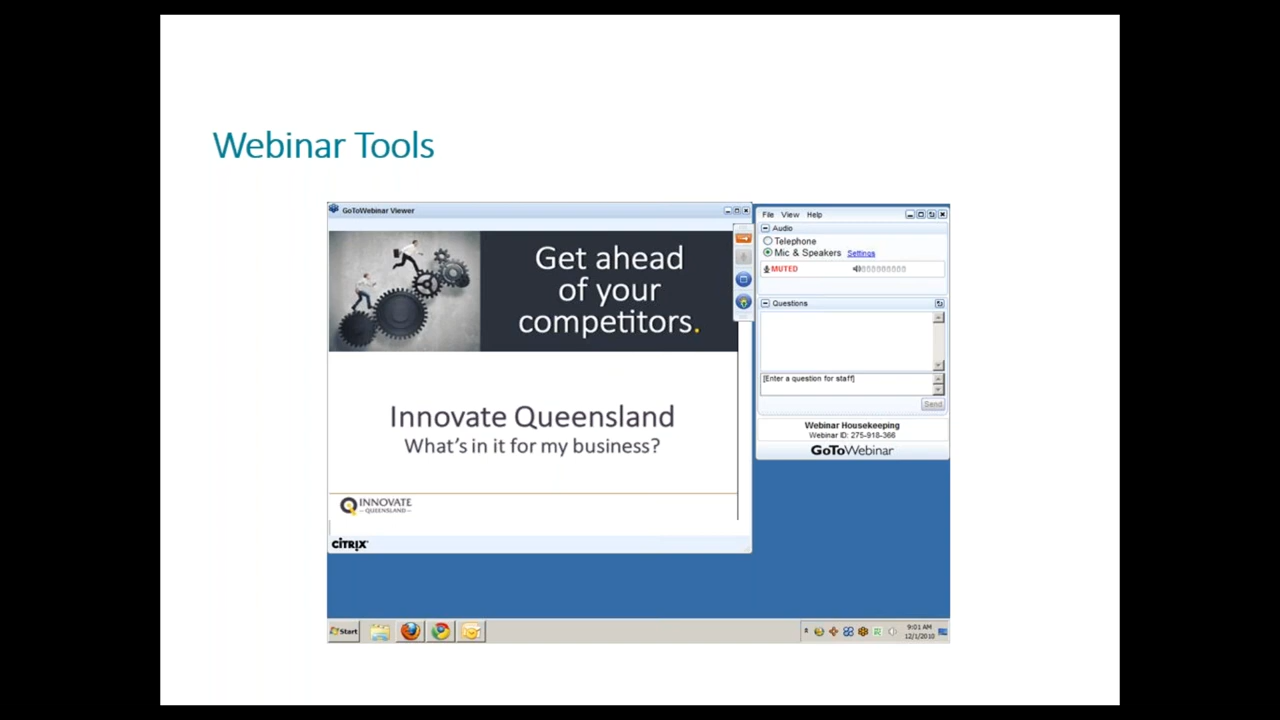 Webinar Tools
GoToWebinar Viewer
Get ahead
of your
competitors.
Innovate Queensland
What's in it for my business?
INNOVATE
QUEENSLAND
CITRIX
File View Help
Audio
Telephone
Mic & Speakers Settings
MUTED
Questions
[Enter a question for staff]
Send
Webinar Housekeeping
Webinar ID: 275-918-366
GoToWebinar
Start
9:01 AM
12/1/2010